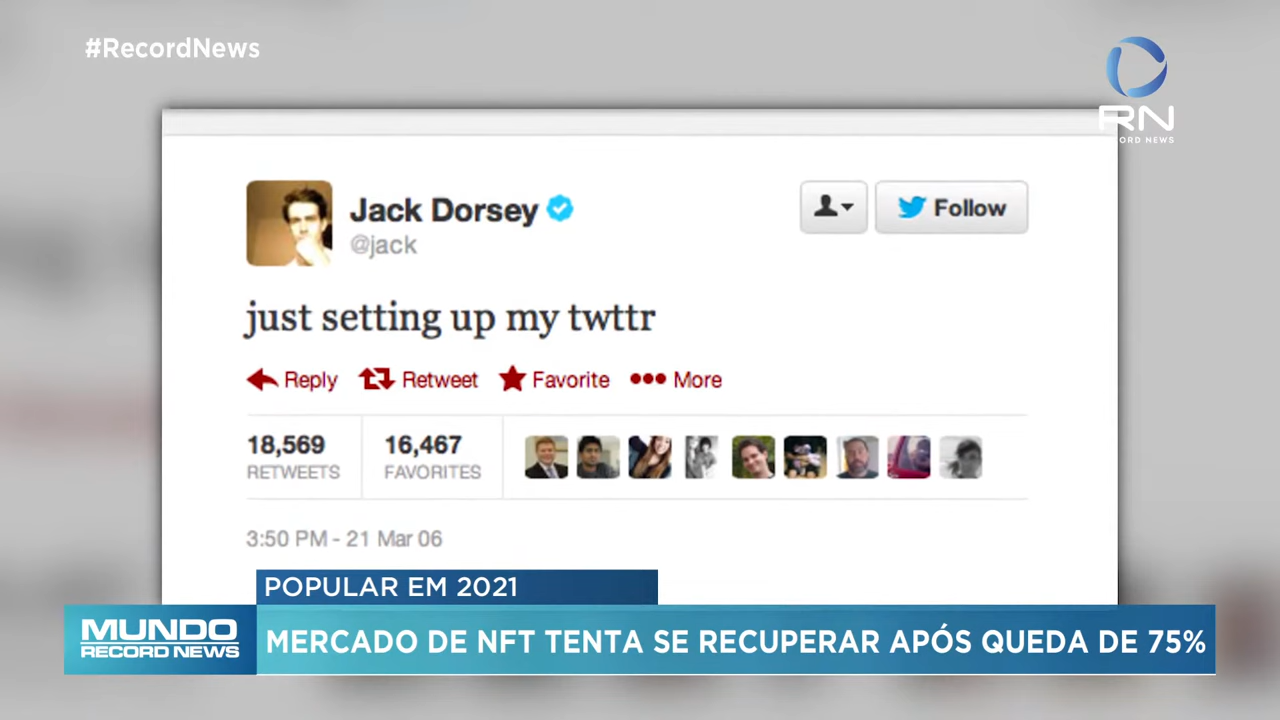 #RecordNews
RN
RECORD NEWS
Jack Dorsey
@jack
Follow
just setting up my twttr
Reply Retweet Favorite More
18,569 16,467
RETWEETS FAVORITES
3:50 PM - 21 Mar 06
POPULAR EM 2021
MUNDO
RECORD NEWS
MERCADO DE NFT TENTA SE RECUPERAR APÓS QUEDA DE 75%